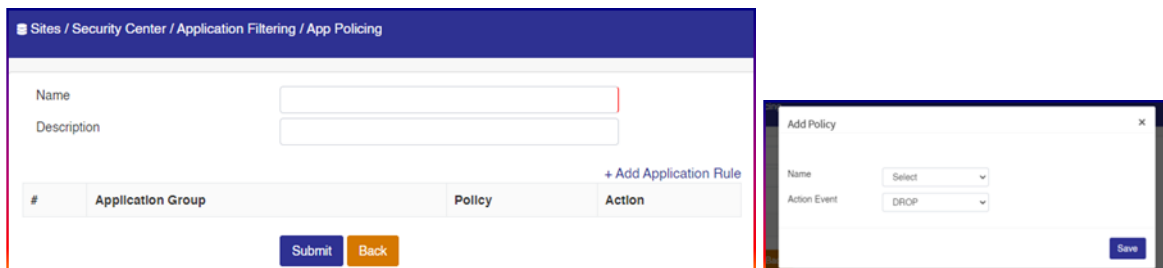 Sites / Security Center / Application Filtering / App Policing
Name
Description
+ Add Application Rule
# Application Group Policy Action
Submit Back
Add Policy ×
Name Select
Action Event DROP
Save